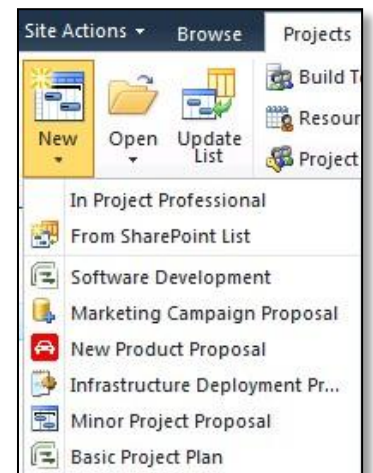 Site Actions Browse Projects
Build T
Resour
Project
New Open Update List
In Project Professional
From SharePoint List
Software Development
Marketing Campaign Proposal
New Product Proposal
Infrastructure Deployment Pr...
Minor Project Proposal
Basic Project Plan